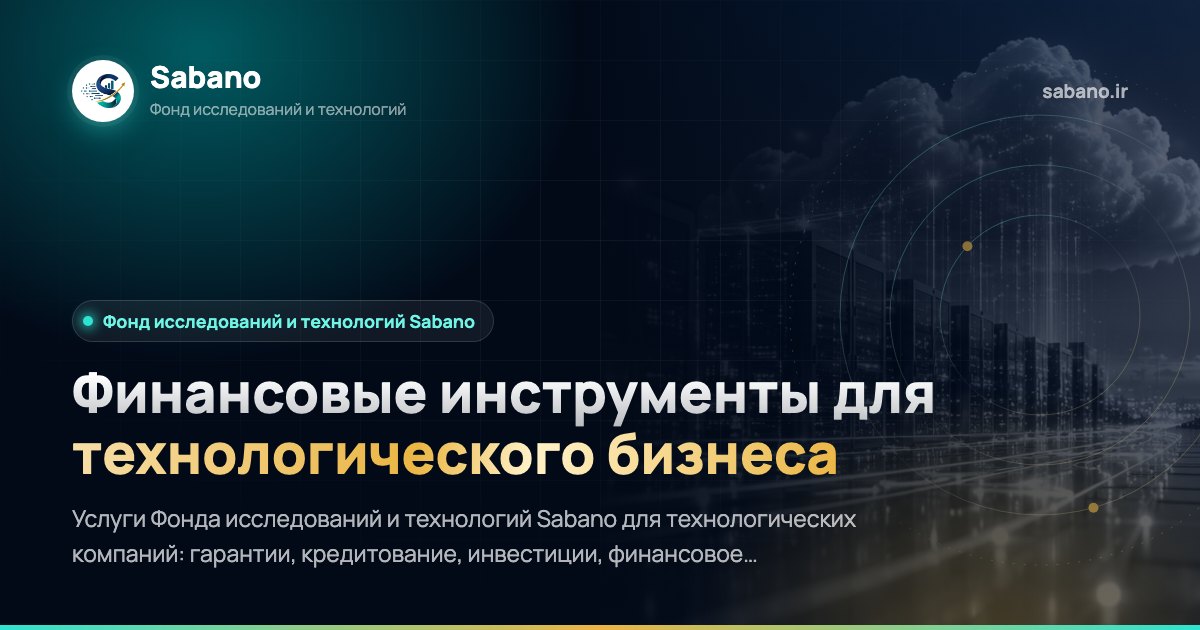 Sabano
Фонд исследований и технологий
sabano.ir
Фонд исследований и технологий Sabano
Финансовые инструменты для
технологического бизнеса
Услуги Фонда исследований и технологий Sabano для технологических
компаний: гарантии, кредитование, инвестиции, финансовое…